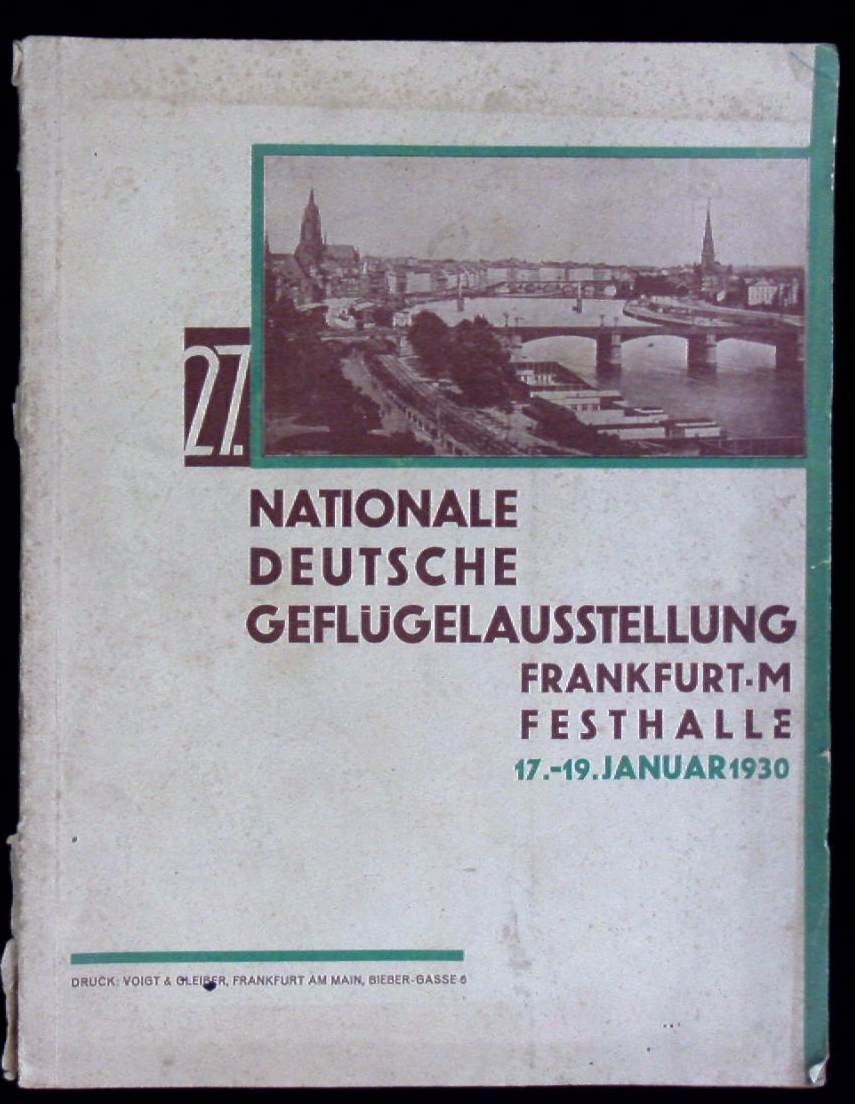 27.
NATIONALE
DEUTSCHE
GEFLÜGELAUSSTELLUNG
FRANKFURT·M
FESTHALLE
17.-19. JANUAR 1930
DRUCK: VOIGT & GLEIBER, FRANKFURT AM MAIN, BIEBER-GASSE 6